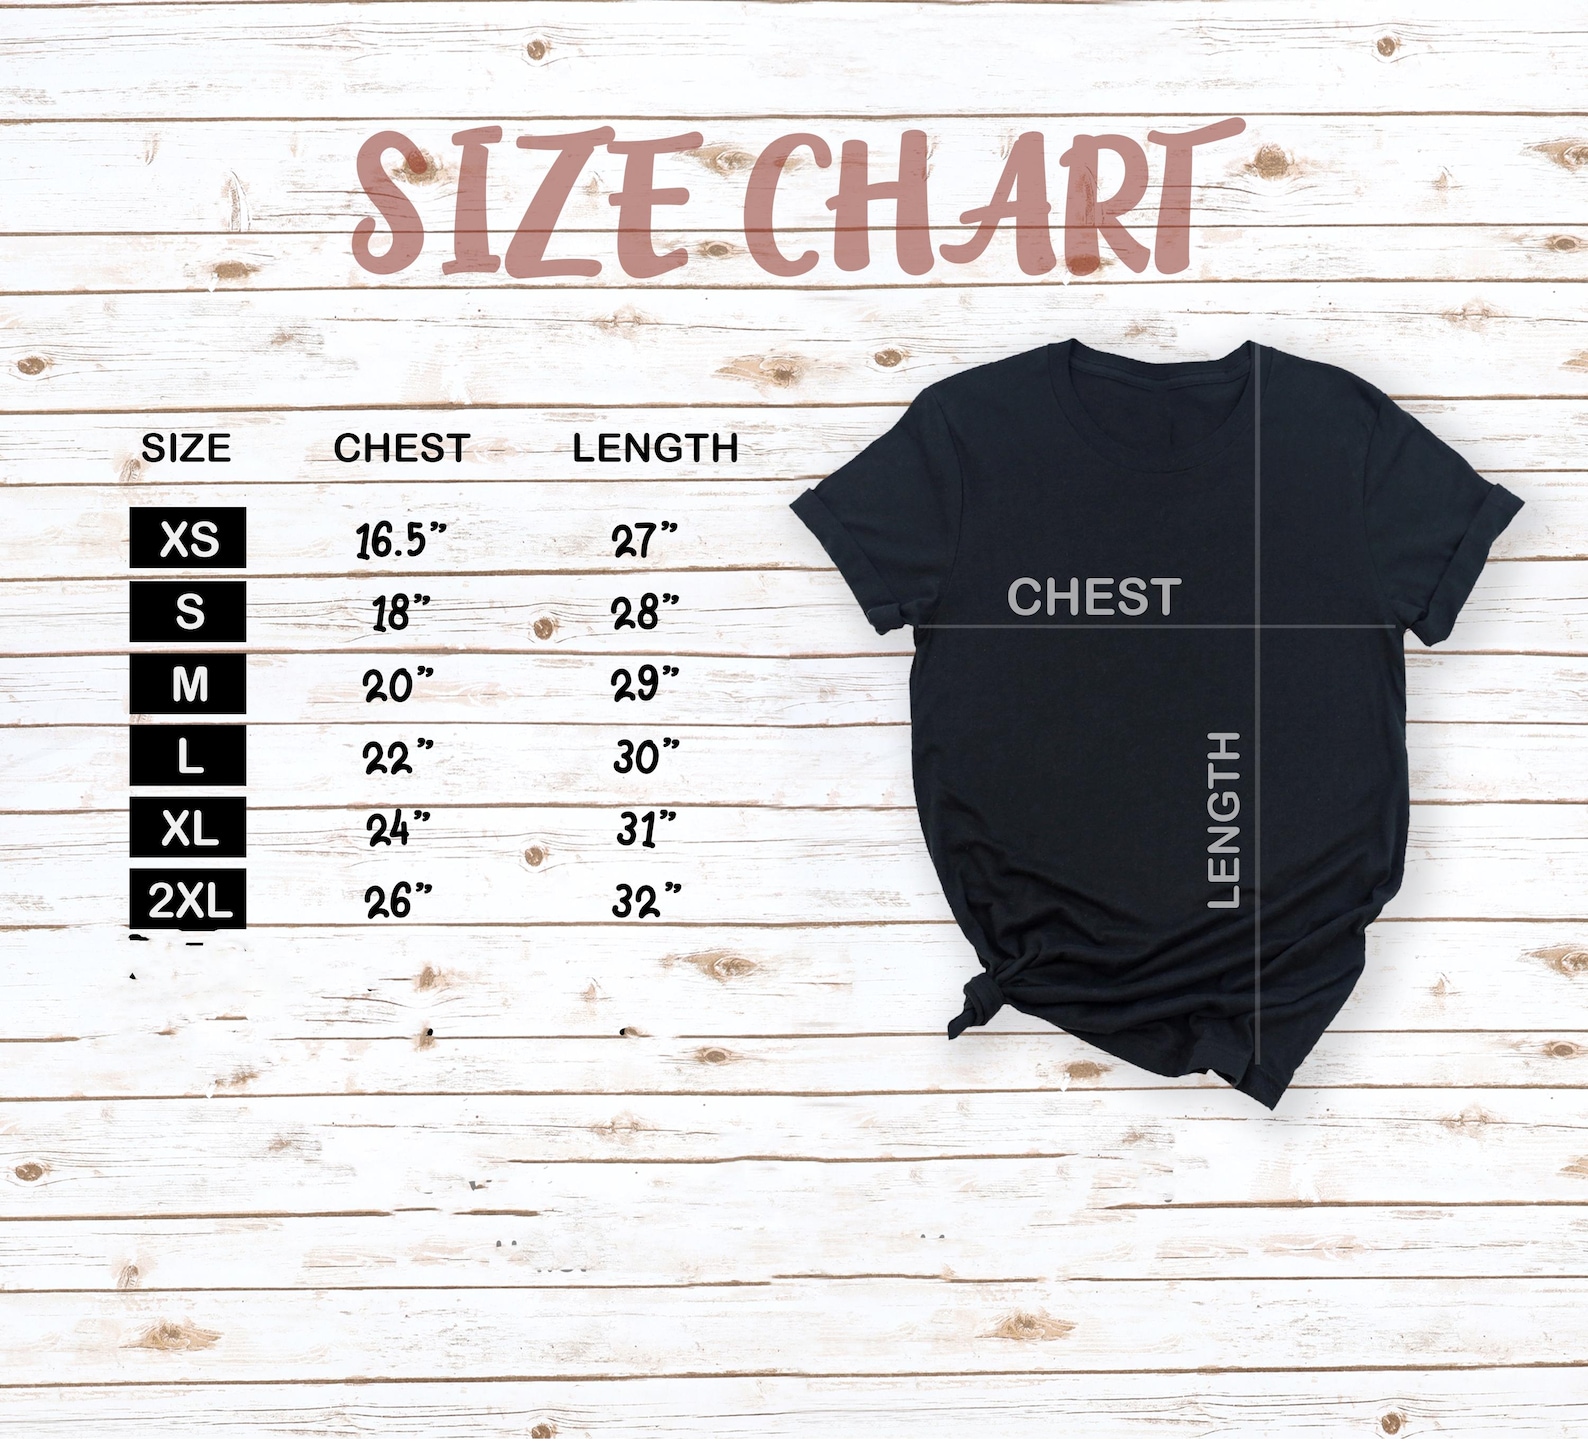 SIZE CHART
SIZE CHEST LENGTH
XS 16.5” 27”
S 18” 28”
M 20” 29”
L 22” 30”
XL 24” 31”
2XL 26” 32”
CHEST
LENGTH